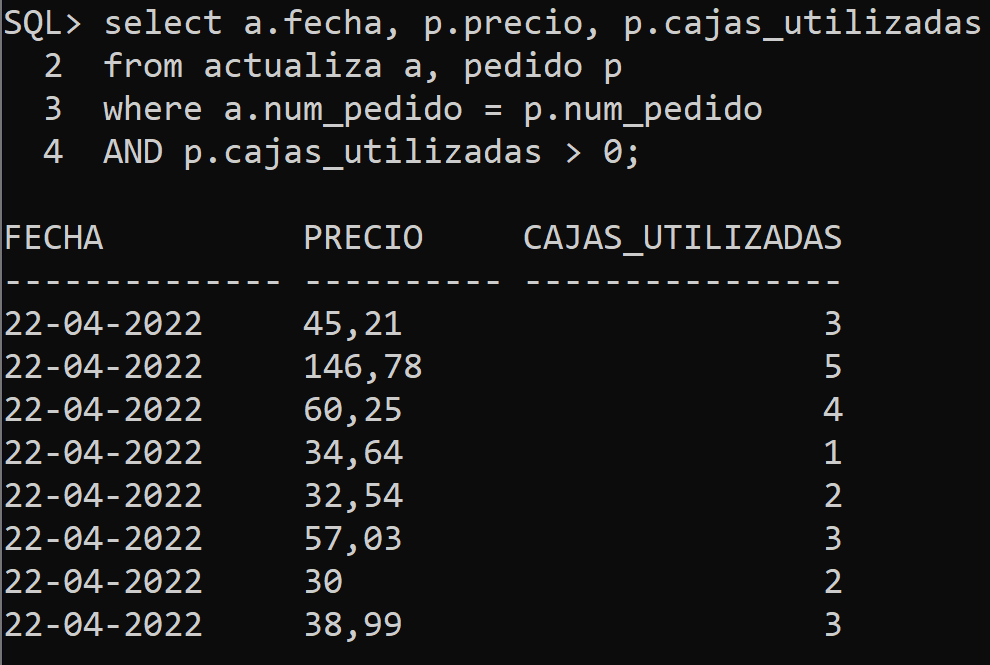 SQL> select a.fecha, p.precio, p.cajas_utilizadas
  2  from actualiza a, pedido p
  3  where a.num_pedido = p.num_pedido
  4  AND p.cajas_utilizadas > 0;

FECHA          PRECIO     CAJAS_UTILIZADAS
-------------- ---------- ----------------
22-04-2022     45,21                     3
22-04-2022     146,78                    5
22-04-2022     60,25                     4
22-04-2022     34,64                     1
22-04-2022     32,54                     2
22-04-2022     57,03                     3
22-04-2022     30                        2
22-04-2022     38,99                     3